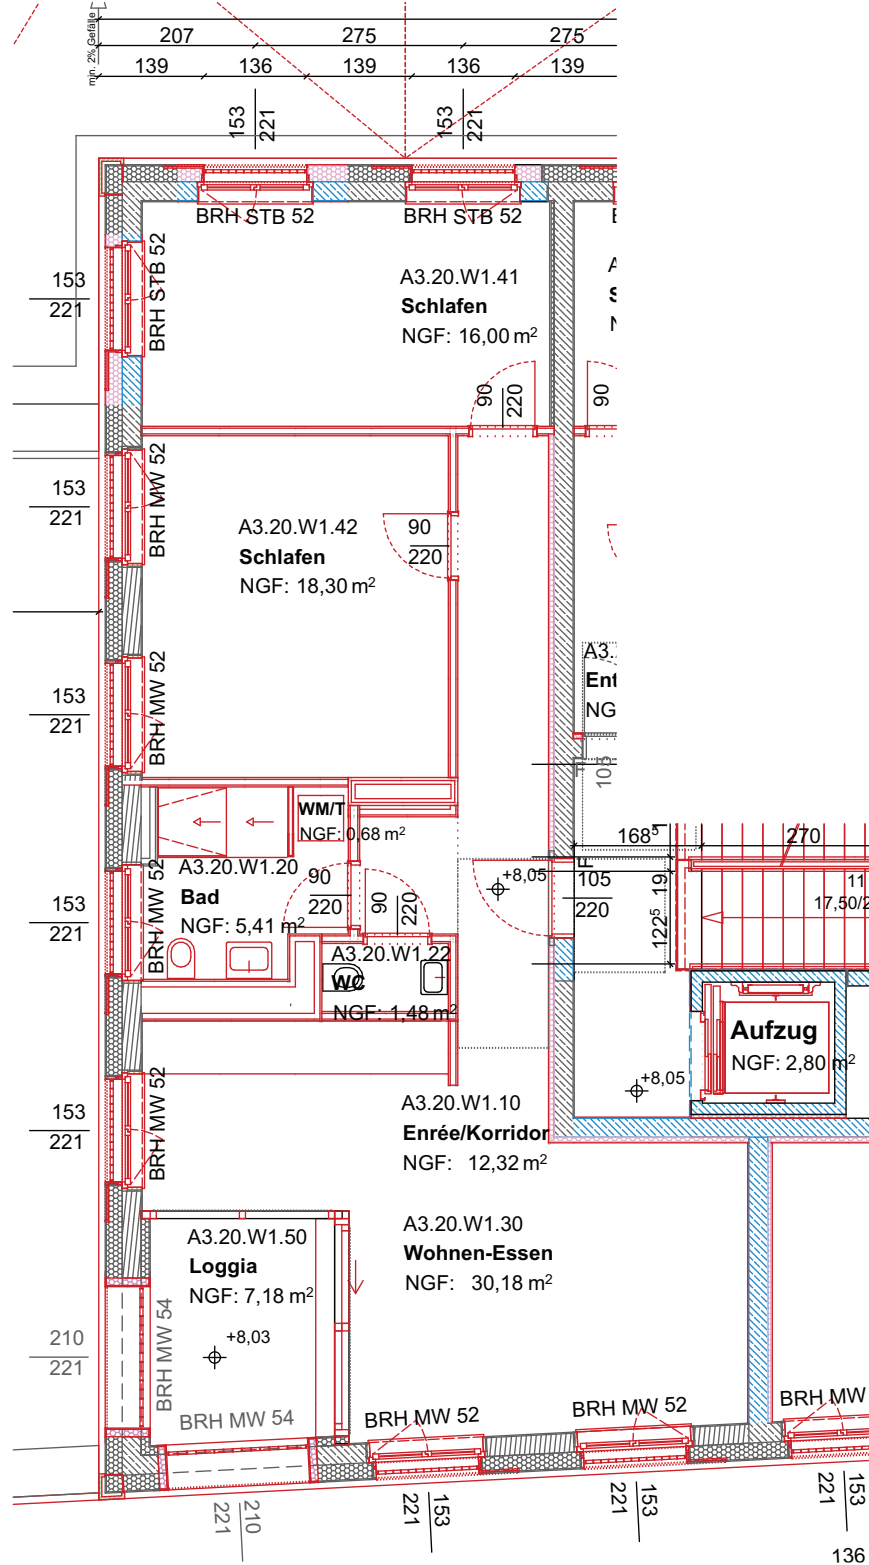 min. 2% Gefälle
207
275
275
139
136
139
136
139
153
221
153
221
BRH STB 52
BRH STB 52
153
221
BRH STB 52
A3.20.W1.41
Schlafen
NGF: 16,00 m²
90
220
90
153
221
BRH MW 52
A3.20.W1.42
Schlafen
NGF: 18,30 m²
90
220
153
221
BRH MW 52
A3.
Ent
NG
105
WM/T
NGF: 0,68 m²
168⁵
270
A3.20.W1.20
Bad
NGF: 5,41 m²
90
220
90
220
153
221
BRH MW 52
+8,05
F
105
220
19
122⁵
11
17,50/2
A3.20.W1.22
WC
NGF: 1,48 m²
Aufzug
NGF: 2,80 m²
+8,05
153
221
BRH MW 52
A3.20.W1.10
Enrée/Korridor
NGF: 12,32 m²
A3.20.W1.30
Wohnen-Essen
NGF: 30,18 m²
A3.20.W1.50
Loggia
NGF: 7,18 m²
+8,03
210
221
BRH MW 54
BRH MW 54
BRH MW 52
BRH MW 52
BRH MW
210
221
153
221
153
221
153
221
136